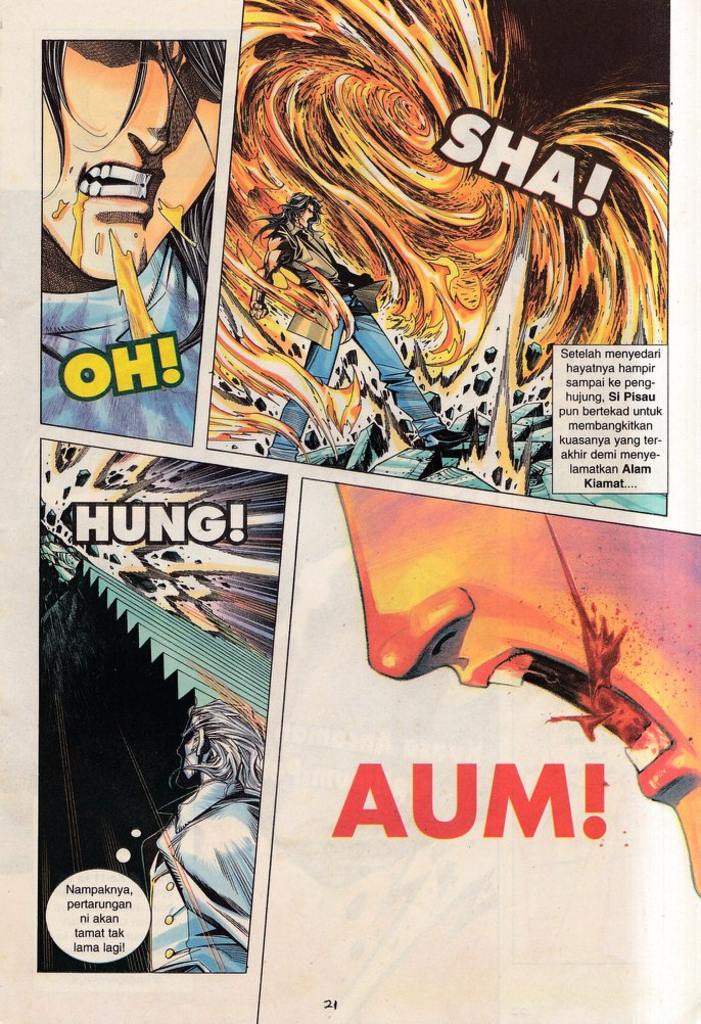 OH!
SHA!
Setelah menyedari
hayatnya hampir
sampai ke peng-
hujung, Si Pisau
pun bertekad untuk
membangkitkan
kuasanya yang ter-
akhir demi menye-
lamatkan Alam
Kiamat....
HUNG!
Nampaknya,
pertarungan
ni akan
tamat tak
lama lagi!
AUM!
21